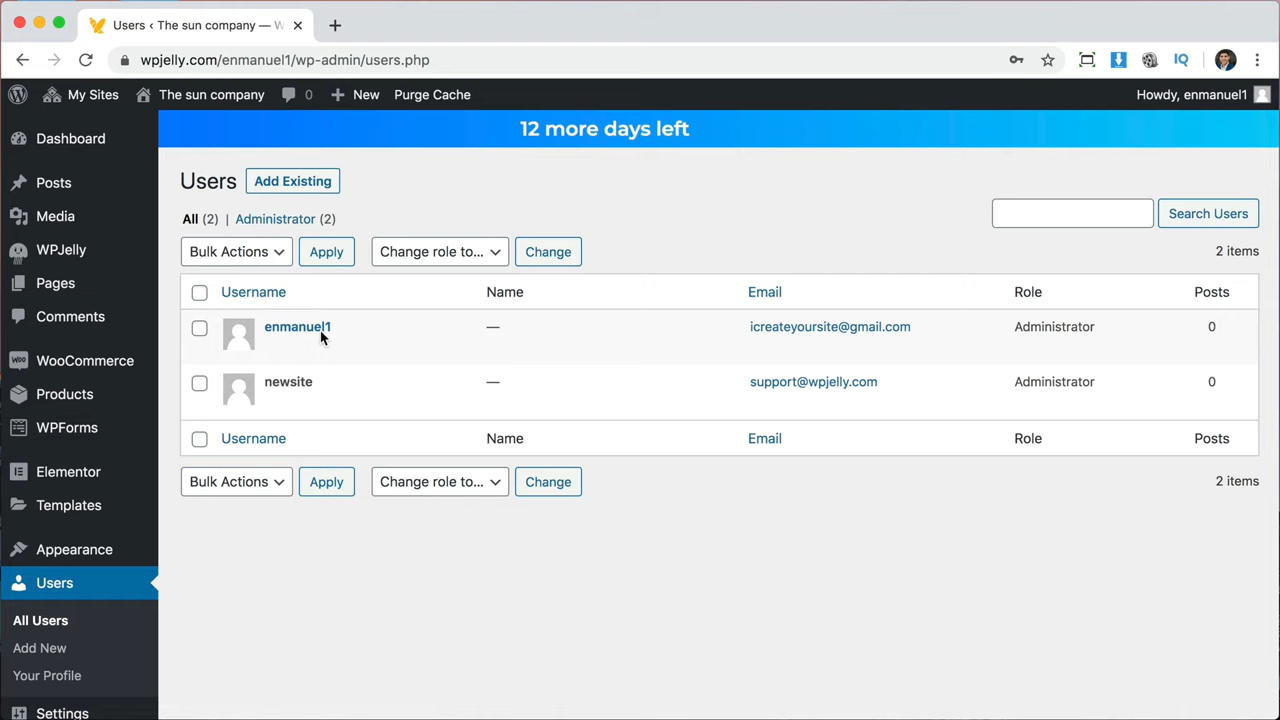 Users ‹ The sun company — W
wpjelly.com/enmanuel1/wp-admin/users.php
IQ
My Sites The sun company 0 New Purge Cache Howdy, enmanuel1
12 more days left
Dashboard
Posts
Media
WPJelly
Pages
Comments
WooCommerce
Products
WPForms
Elementor
Templates
Appearance
Users
All Users
Add New
Your Profile
Settings
Users Add Existing
All (2) | Administrator (2)
Search Users
Bulk Actions Apply Change role to... Change 2 items
Username Name Email Role Posts
enmanuel1 — icreateyoursite@gmail.com Administrator 0
newsite — support@wpjelly.com Administrator 0
Username Name Email Role Posts
Bulk Actions Apply Change role to... Change 2 items